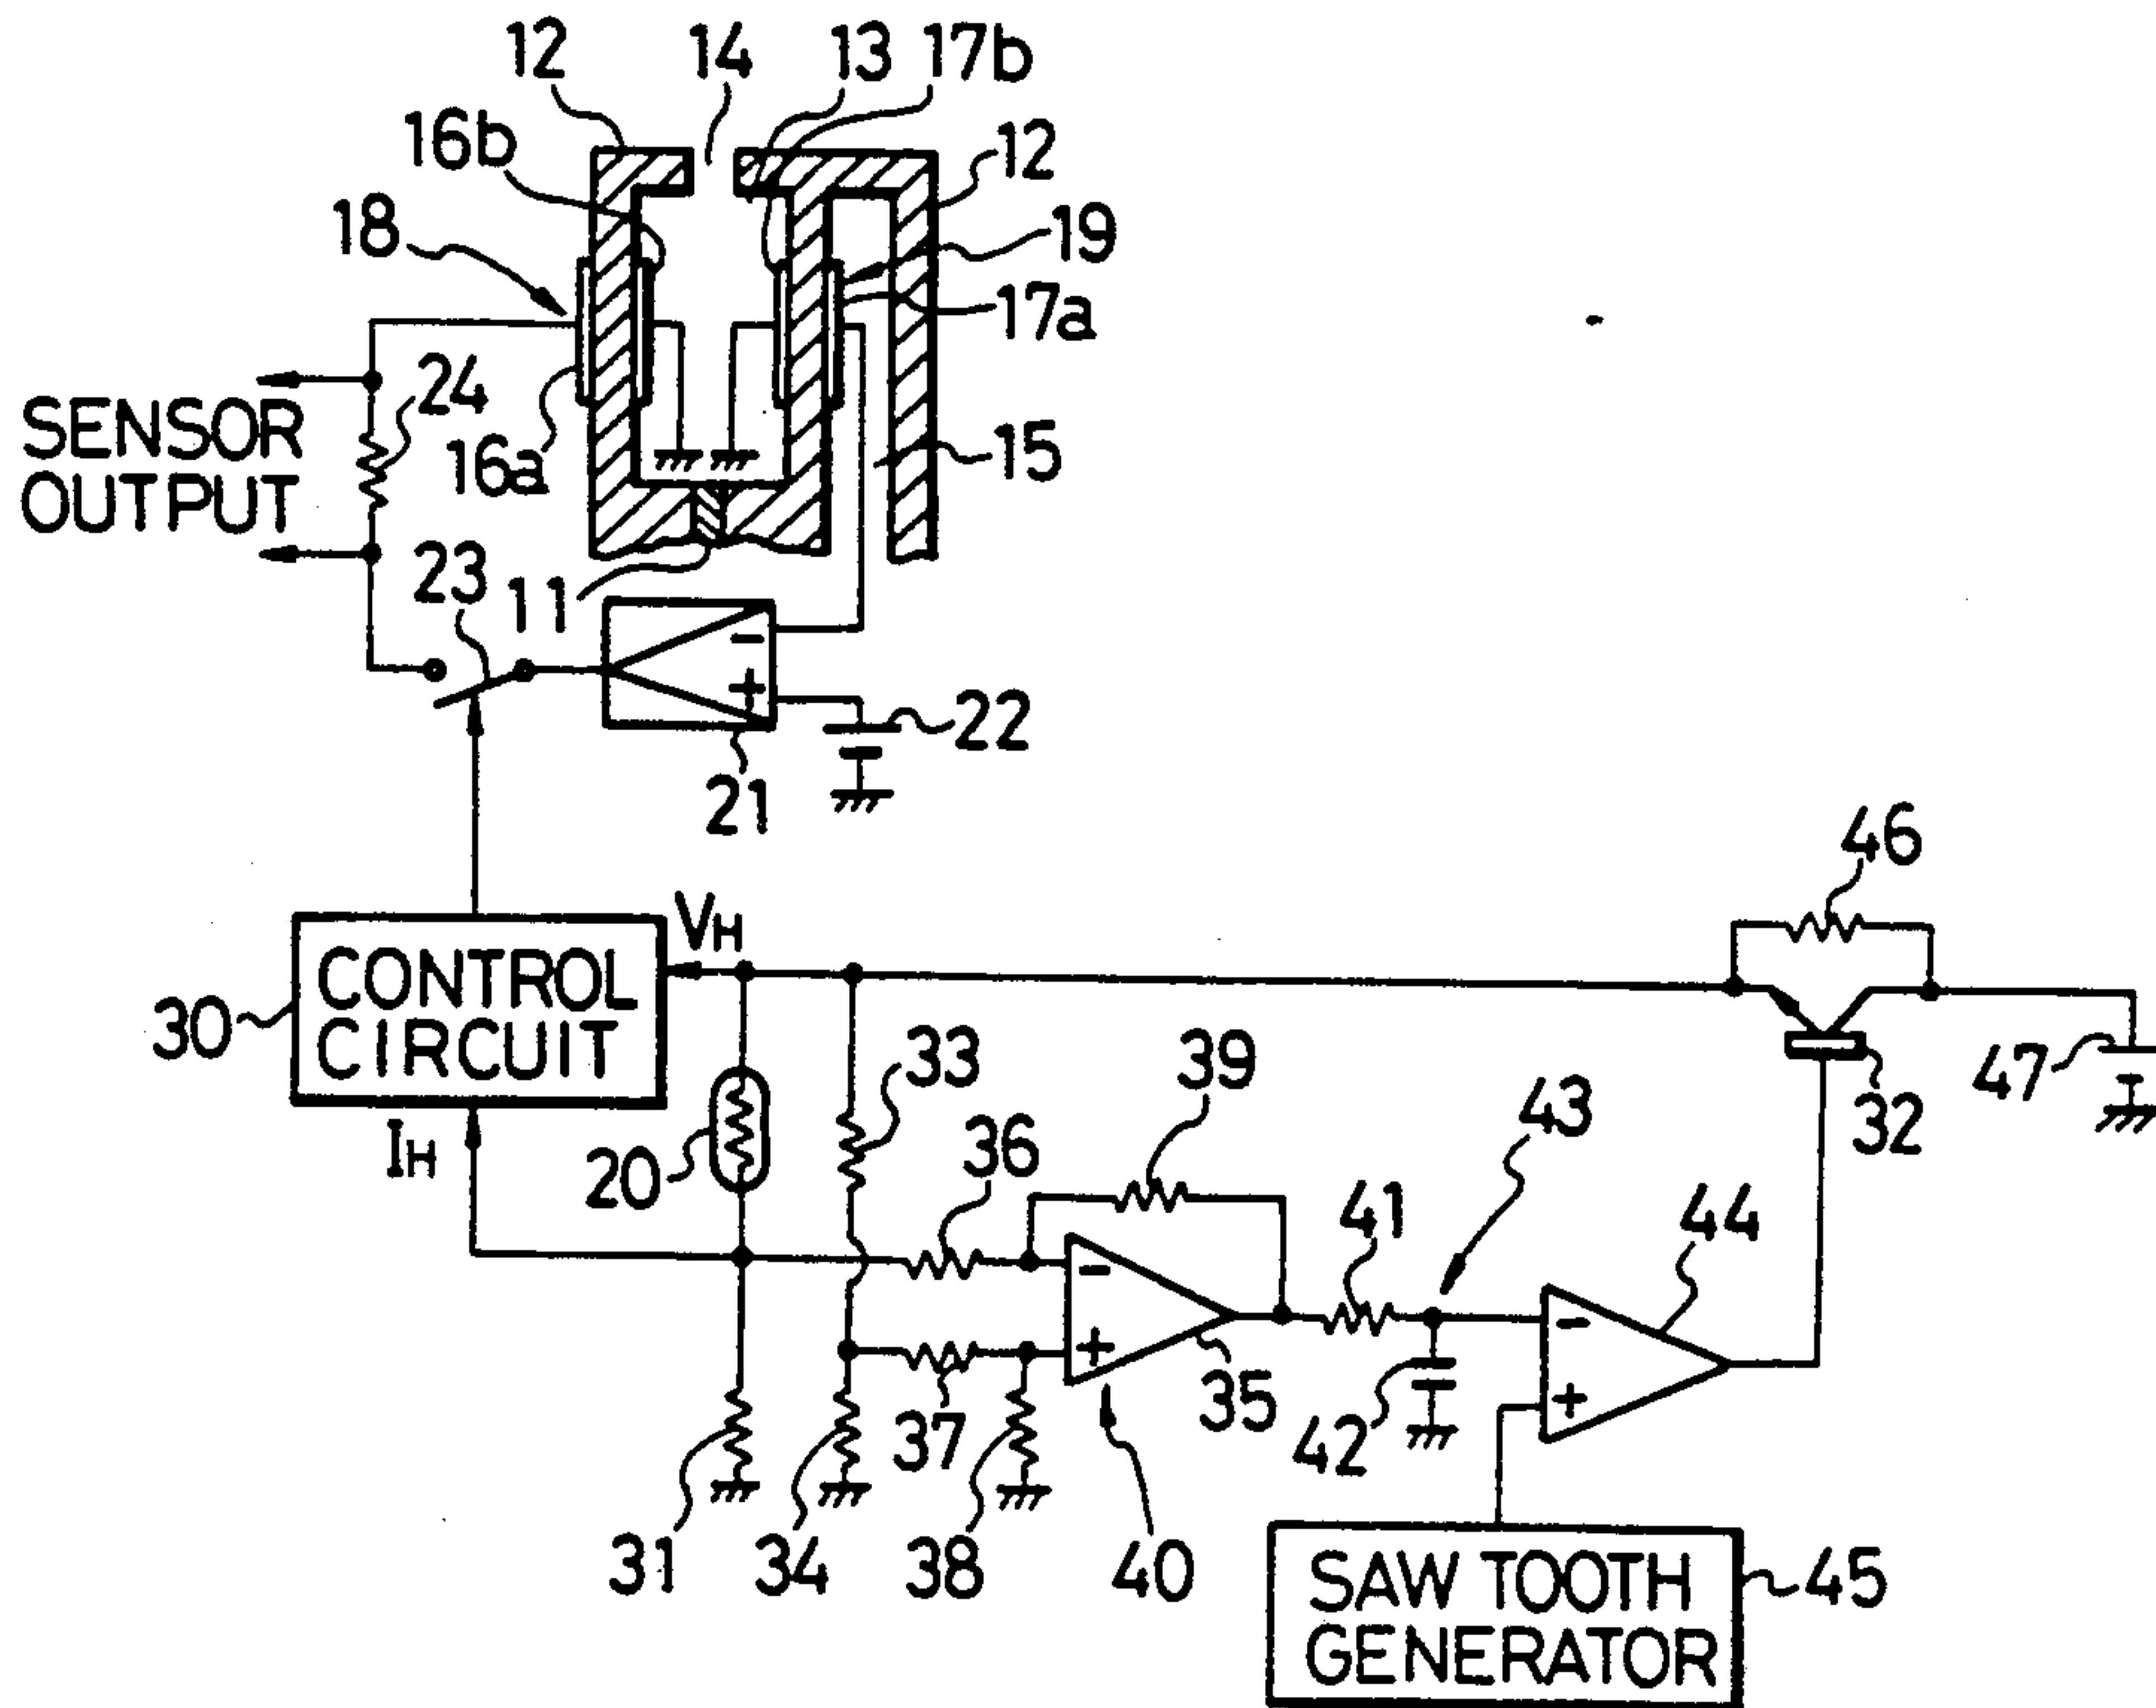 12 14 13 17b
16b 12
18 19
17a
24
SENSOR
OUTPUT
16a 15
23 11
22
21
46
VH
CONTROL
CIRCUIT
30
33 39 47
32
43
IH
20 36 41 44
35
37 42
31 34 38 40
SAW TOOTH
GENERATOR
45